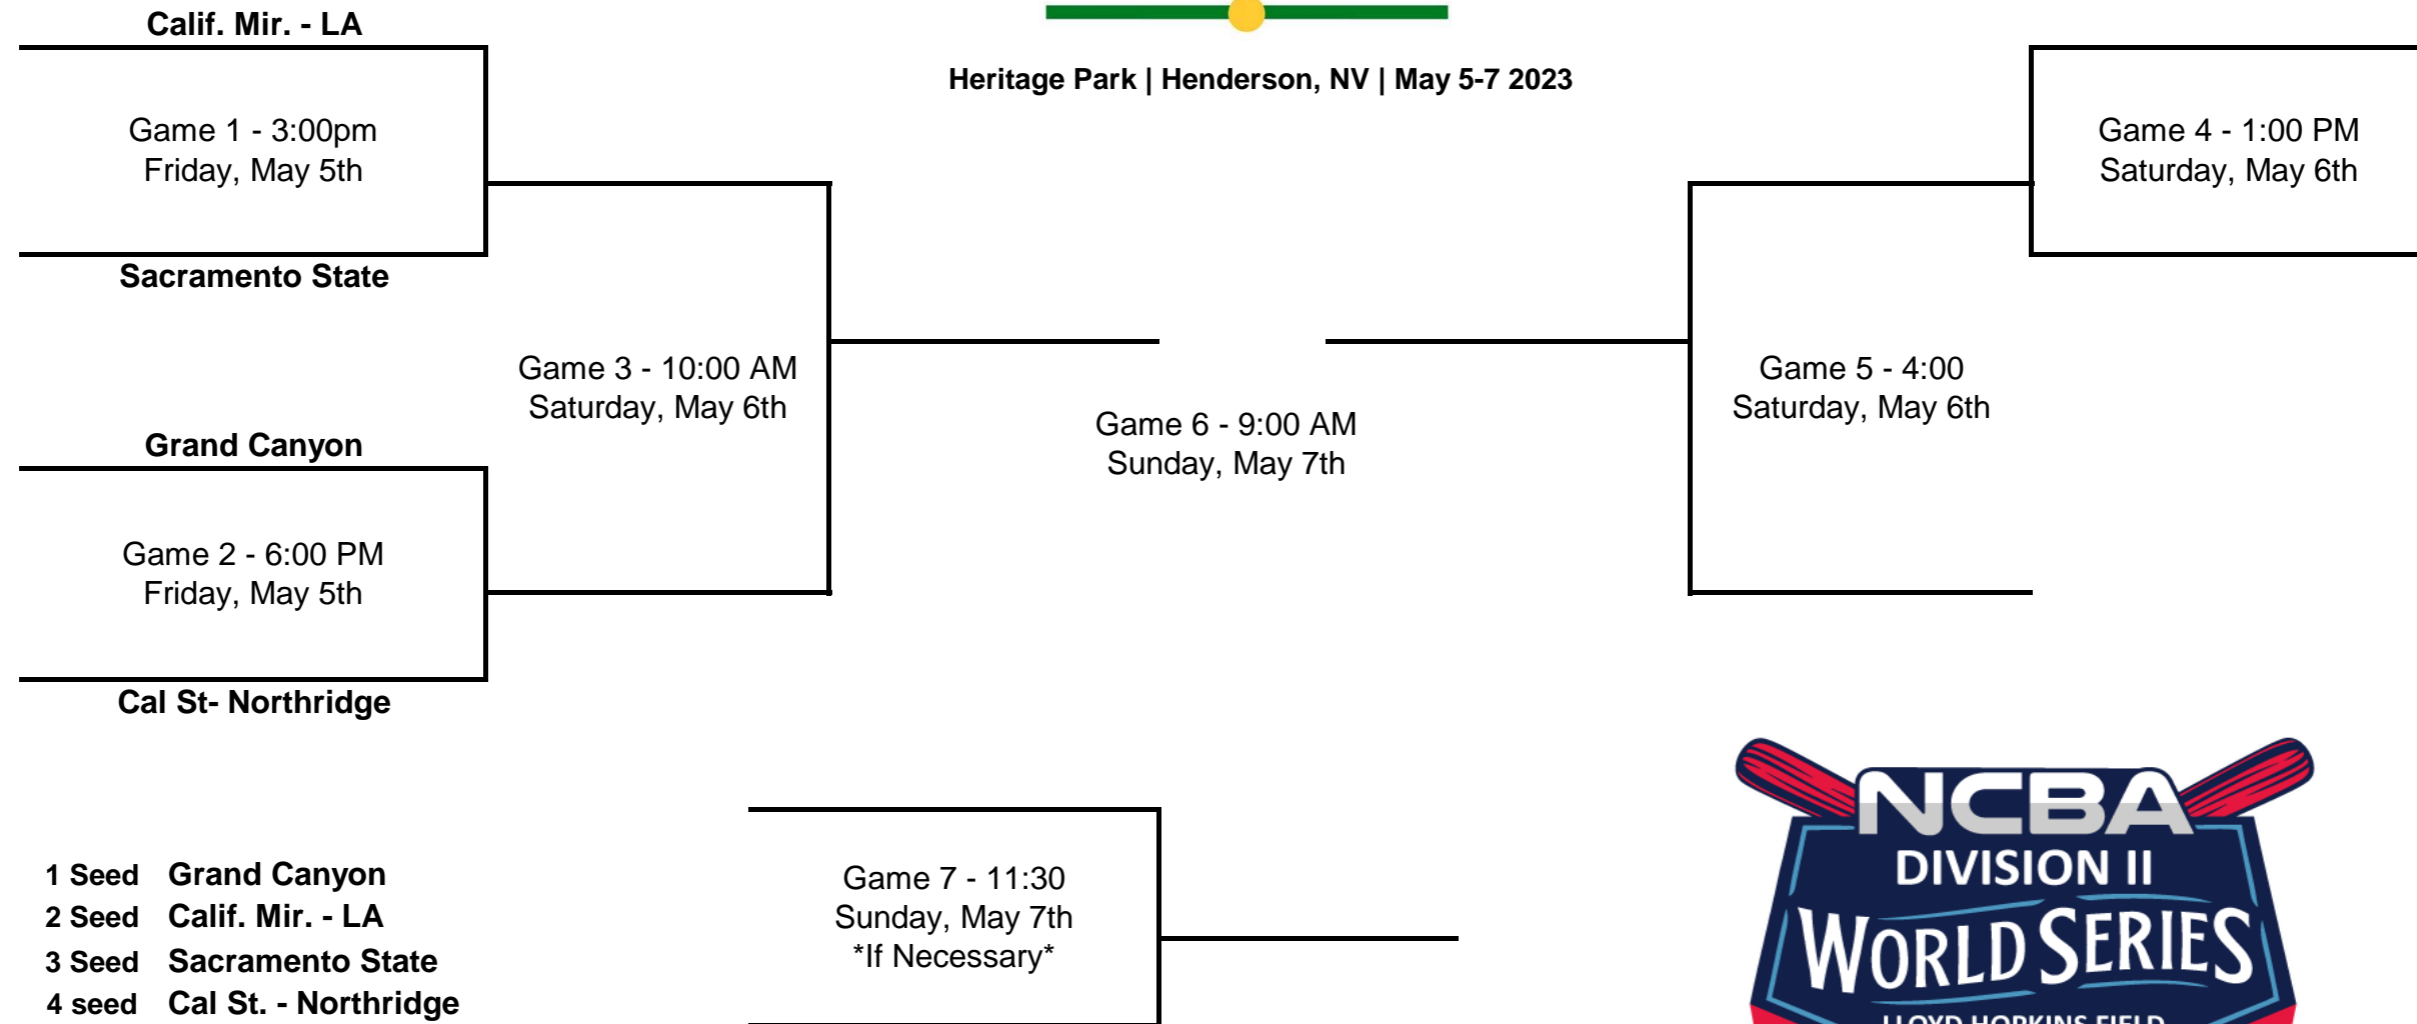 Calif. Mir. - LA
Heritage Park | Henderson, NV | May 5-7 2023
Game 1 - 3:00pm
Friday, May 5th
Game 4 - 1:00 PM
Saturday, May 6th
Sacramento State
Game 3 - 10:00 AM
Saturday, May 6th
Game 5 - 4:00
Saturday, May 6th
Game 6 - 9:00 AM
Sunday, May 7th
Grand Canyon
Game 2 - 6:00 PM
Friday, May 5th
Cal St- Northridge
1 Seed Grand Canyon
2 Seed Calif. Mir. - LA
3 Seed Sacramento State
4 seed Cal St. - Northridge
Game 7 - 11:30
Sunday, May 7th
*If Necessary*
NCBA
DIVISION II
WORLD SERIES
LLOYD HOPKINS FIELD